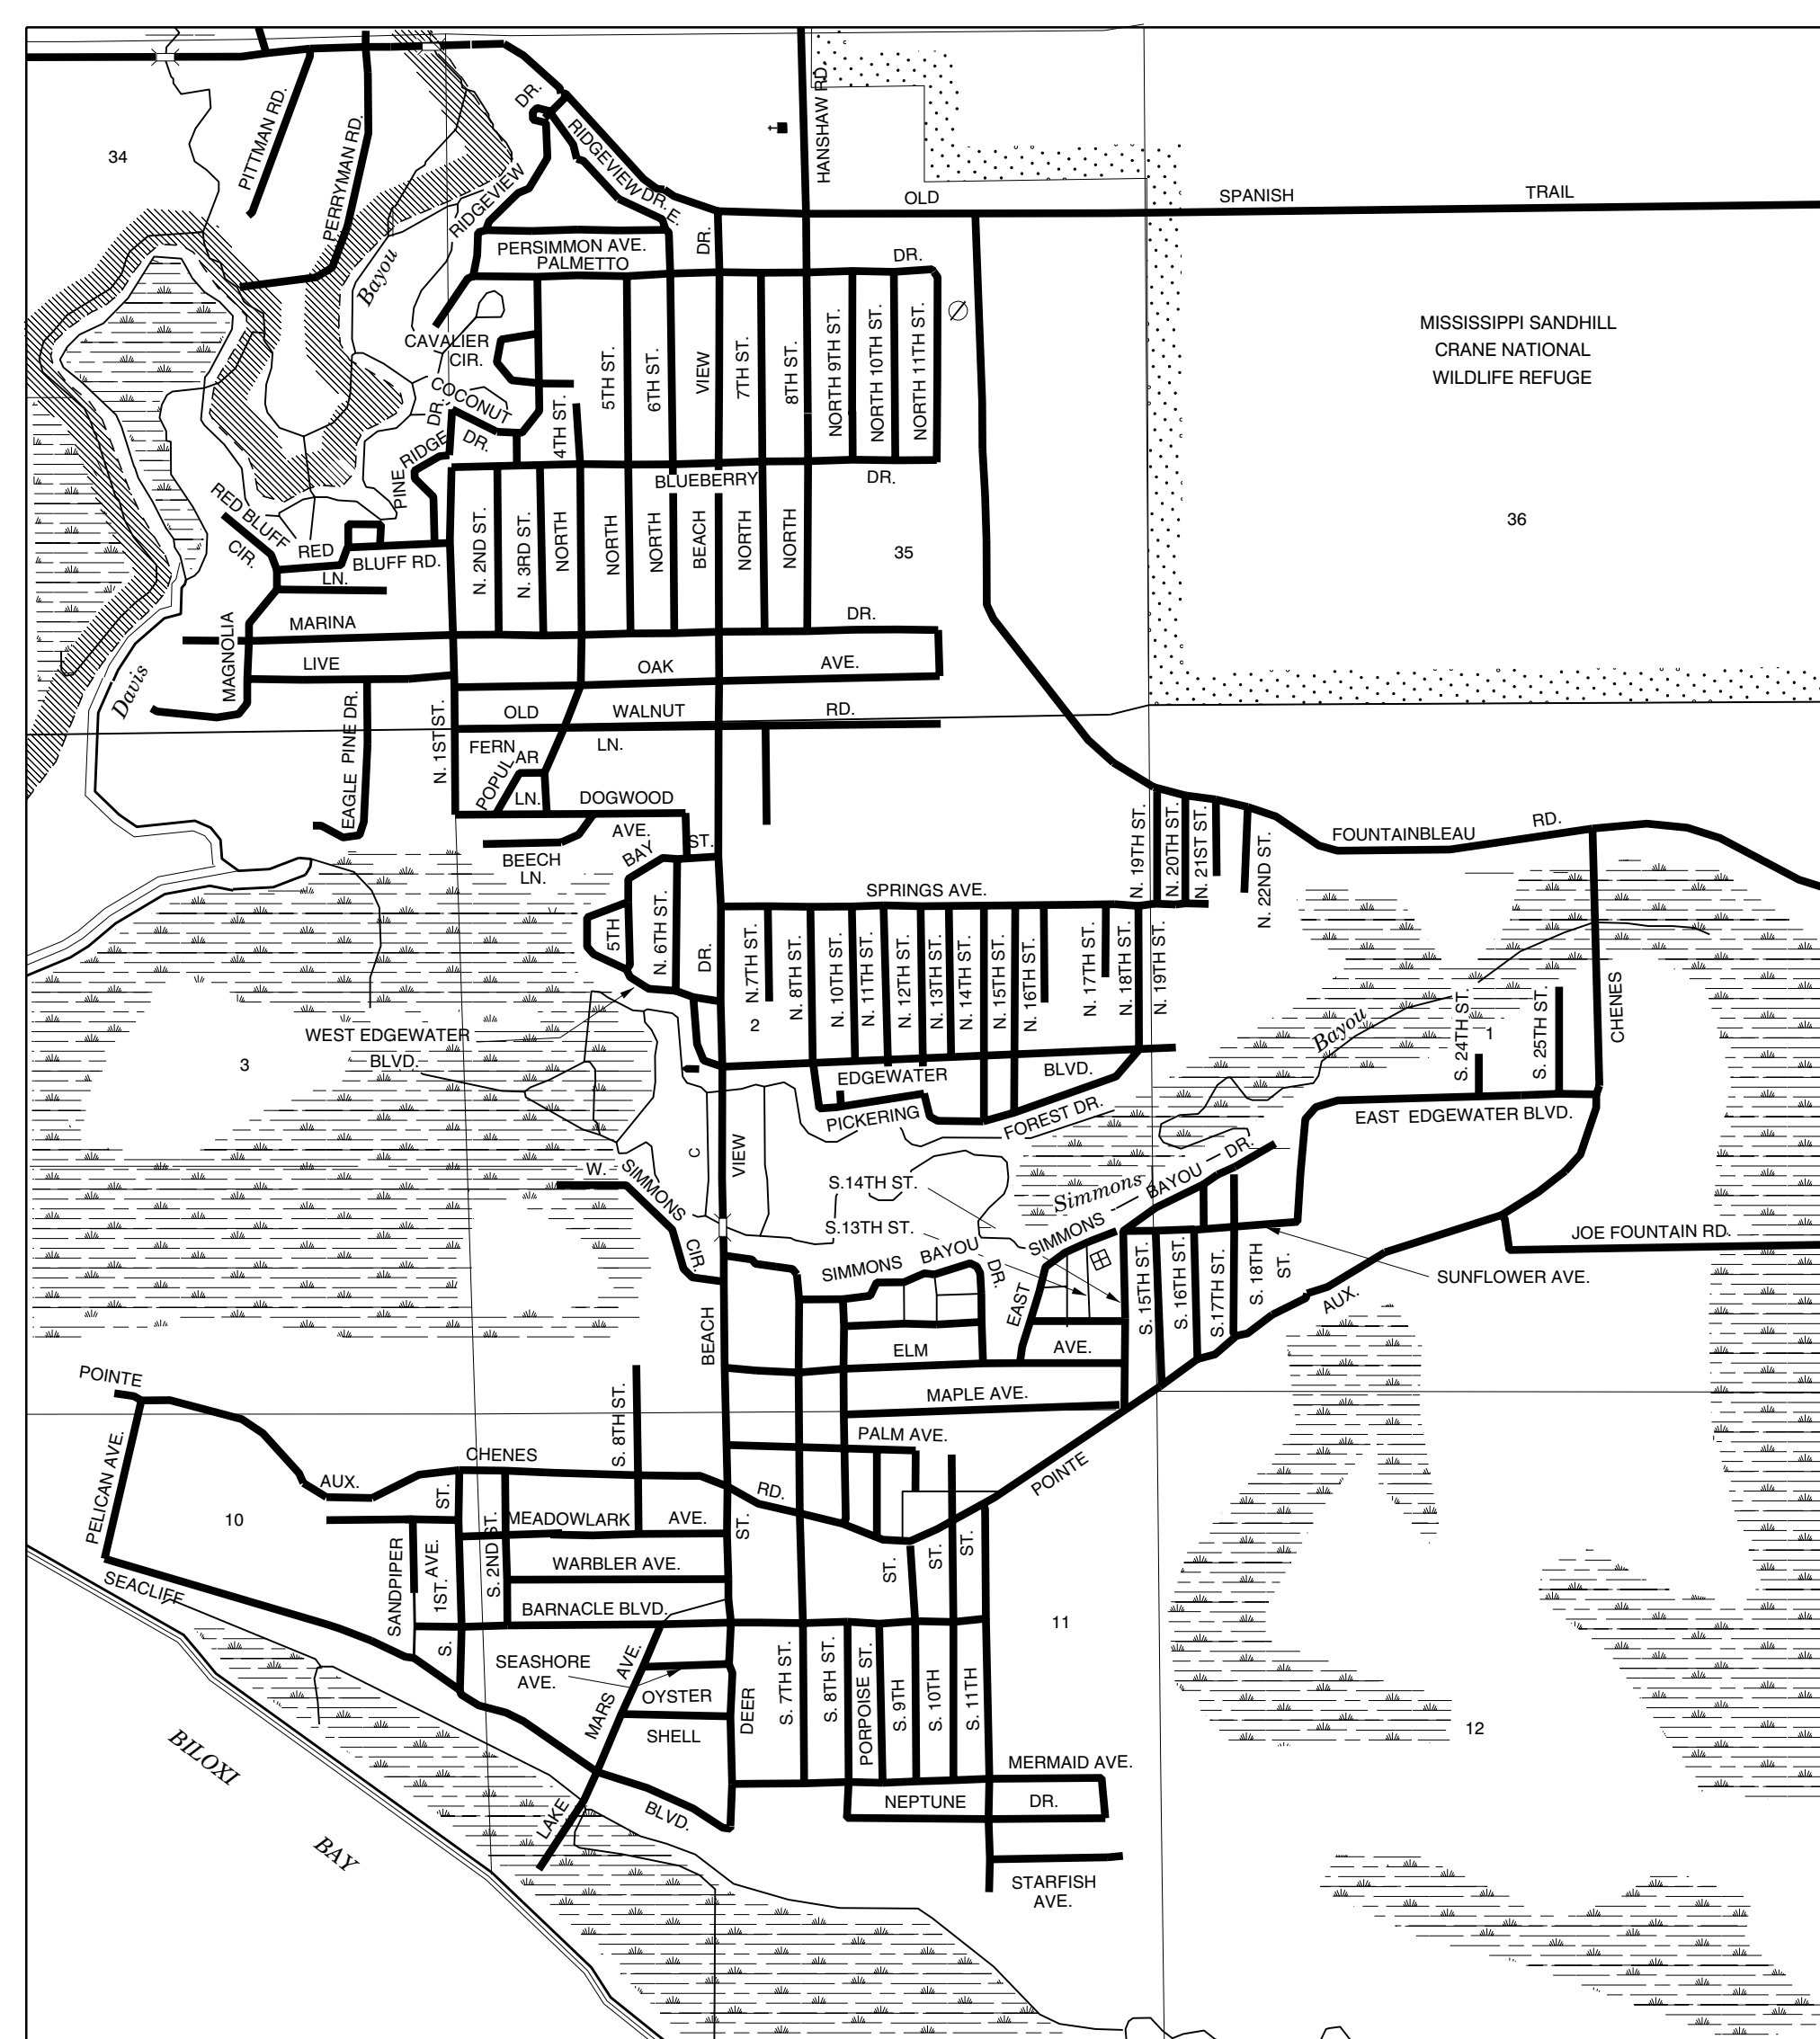 DR.
HANSHAW RD.
PITTMAN RD.
PERRYMAN RD.
34
RIDGEVIEW DR. E.
RIDGEVIEW
OLD SPANISH TRAIL
PERSIMMON AVE.
PALMETTO DR.
DR.
Bayou
MISSISSIPPI SANDHILL
CRANE NATIONAL
WILDLIFE REFUGE
CAVALIER
CIR.
COCONUT
DR.
5TH ST.
6TH ST.
VIEW
7TH ST.
8TH ST.
NORTH 9TH ST.
NORTH 10TH ST.
NORTH 11TH ST.
4TH ST.
PINE RIDGE DR.
BLUEBERRY DR.
RED BLUFF
CIR.
RED
BLUFF RD.
LN.
N. 2ND ST.
N. 3RD ST.
NORTH
NORTH
NORTH
BEACH
NORTH
NORTH
35
36
MARINA DR.
MAGNOLIA
LIVE OAK AVE.
Davis
EAGLE PINE DR.
N. 1ST ST.
OLD WALNUT RD.
FERN LN.
POPULAR
LN.
DOGWOOD
AVE.
BEECH
LN.
BAY ST.
N. 19TH ST.
N. 20TH ST.
N. 21ST ST.
N. 22ND ST.
FOUNTAINBLEAU RD.
SPRINGS AVE.
5TH
N. 6TH ST.
DR.
N.7TH ST.
N. 8TH ST.
N. 10TH ST.
N. 11TH ST.
N. 12TH ST.
N. 13TH ST.
N. 14TH ST.
N. 15TH ST.
N. 16TH ST.
N. 17TH ST.
N. 18TH ST.
N. 19TH ST.
2
WEST EDGEWATER
BLVD.
3
Bayou
S. 24TH ST.
1
S. 25TH ST.
CHENES
EDGEWATER BLVD.
PICKERING
FOREST DR.
EAST EDGEWATER BLVD.
C
VIEW
W. SIMMONS CIR.
S.14TH ST.
S.13TH ST.
Simmons
SIMMONS BAYOU DR.
SIMMONS BAYOU DR.
EAST
JOE FOUNTAIN RD.
SUNFLOWER AVE.
S. 15TH ST.
S. 16TH ST.
S.17TH ST.
S. 18TH
ST.
AUX.
BEACH
ELM AVE.
MAPLE AVE.
PALM AVE.
POINTE
POINTE
PELICAN AVE.
AUX.
CHENES
S. 8TH ST.
RD.
10
ST.
MEADOWLARK AVE.
ST.
SANDPIPER
AVE.
1ST.
S.
S. 2ND ST.
WARBLER AVE.
BARNACLE BLVD.
ST.
ST.
ST.
SEACLIFF
11
SEASHORE
AVE.
MARS
AVE.
OYSTER
SHELL
DEER
S. 7TH ST.
S. 8TH ST.
PORPOISE ST.
S. 9TH
S. 10TH
S. 11TH
12
BILOXI
BAY
LAKE
BLVD.
MERMAID AVE.
NEPTUNE DR.
STARFISH
AVE.